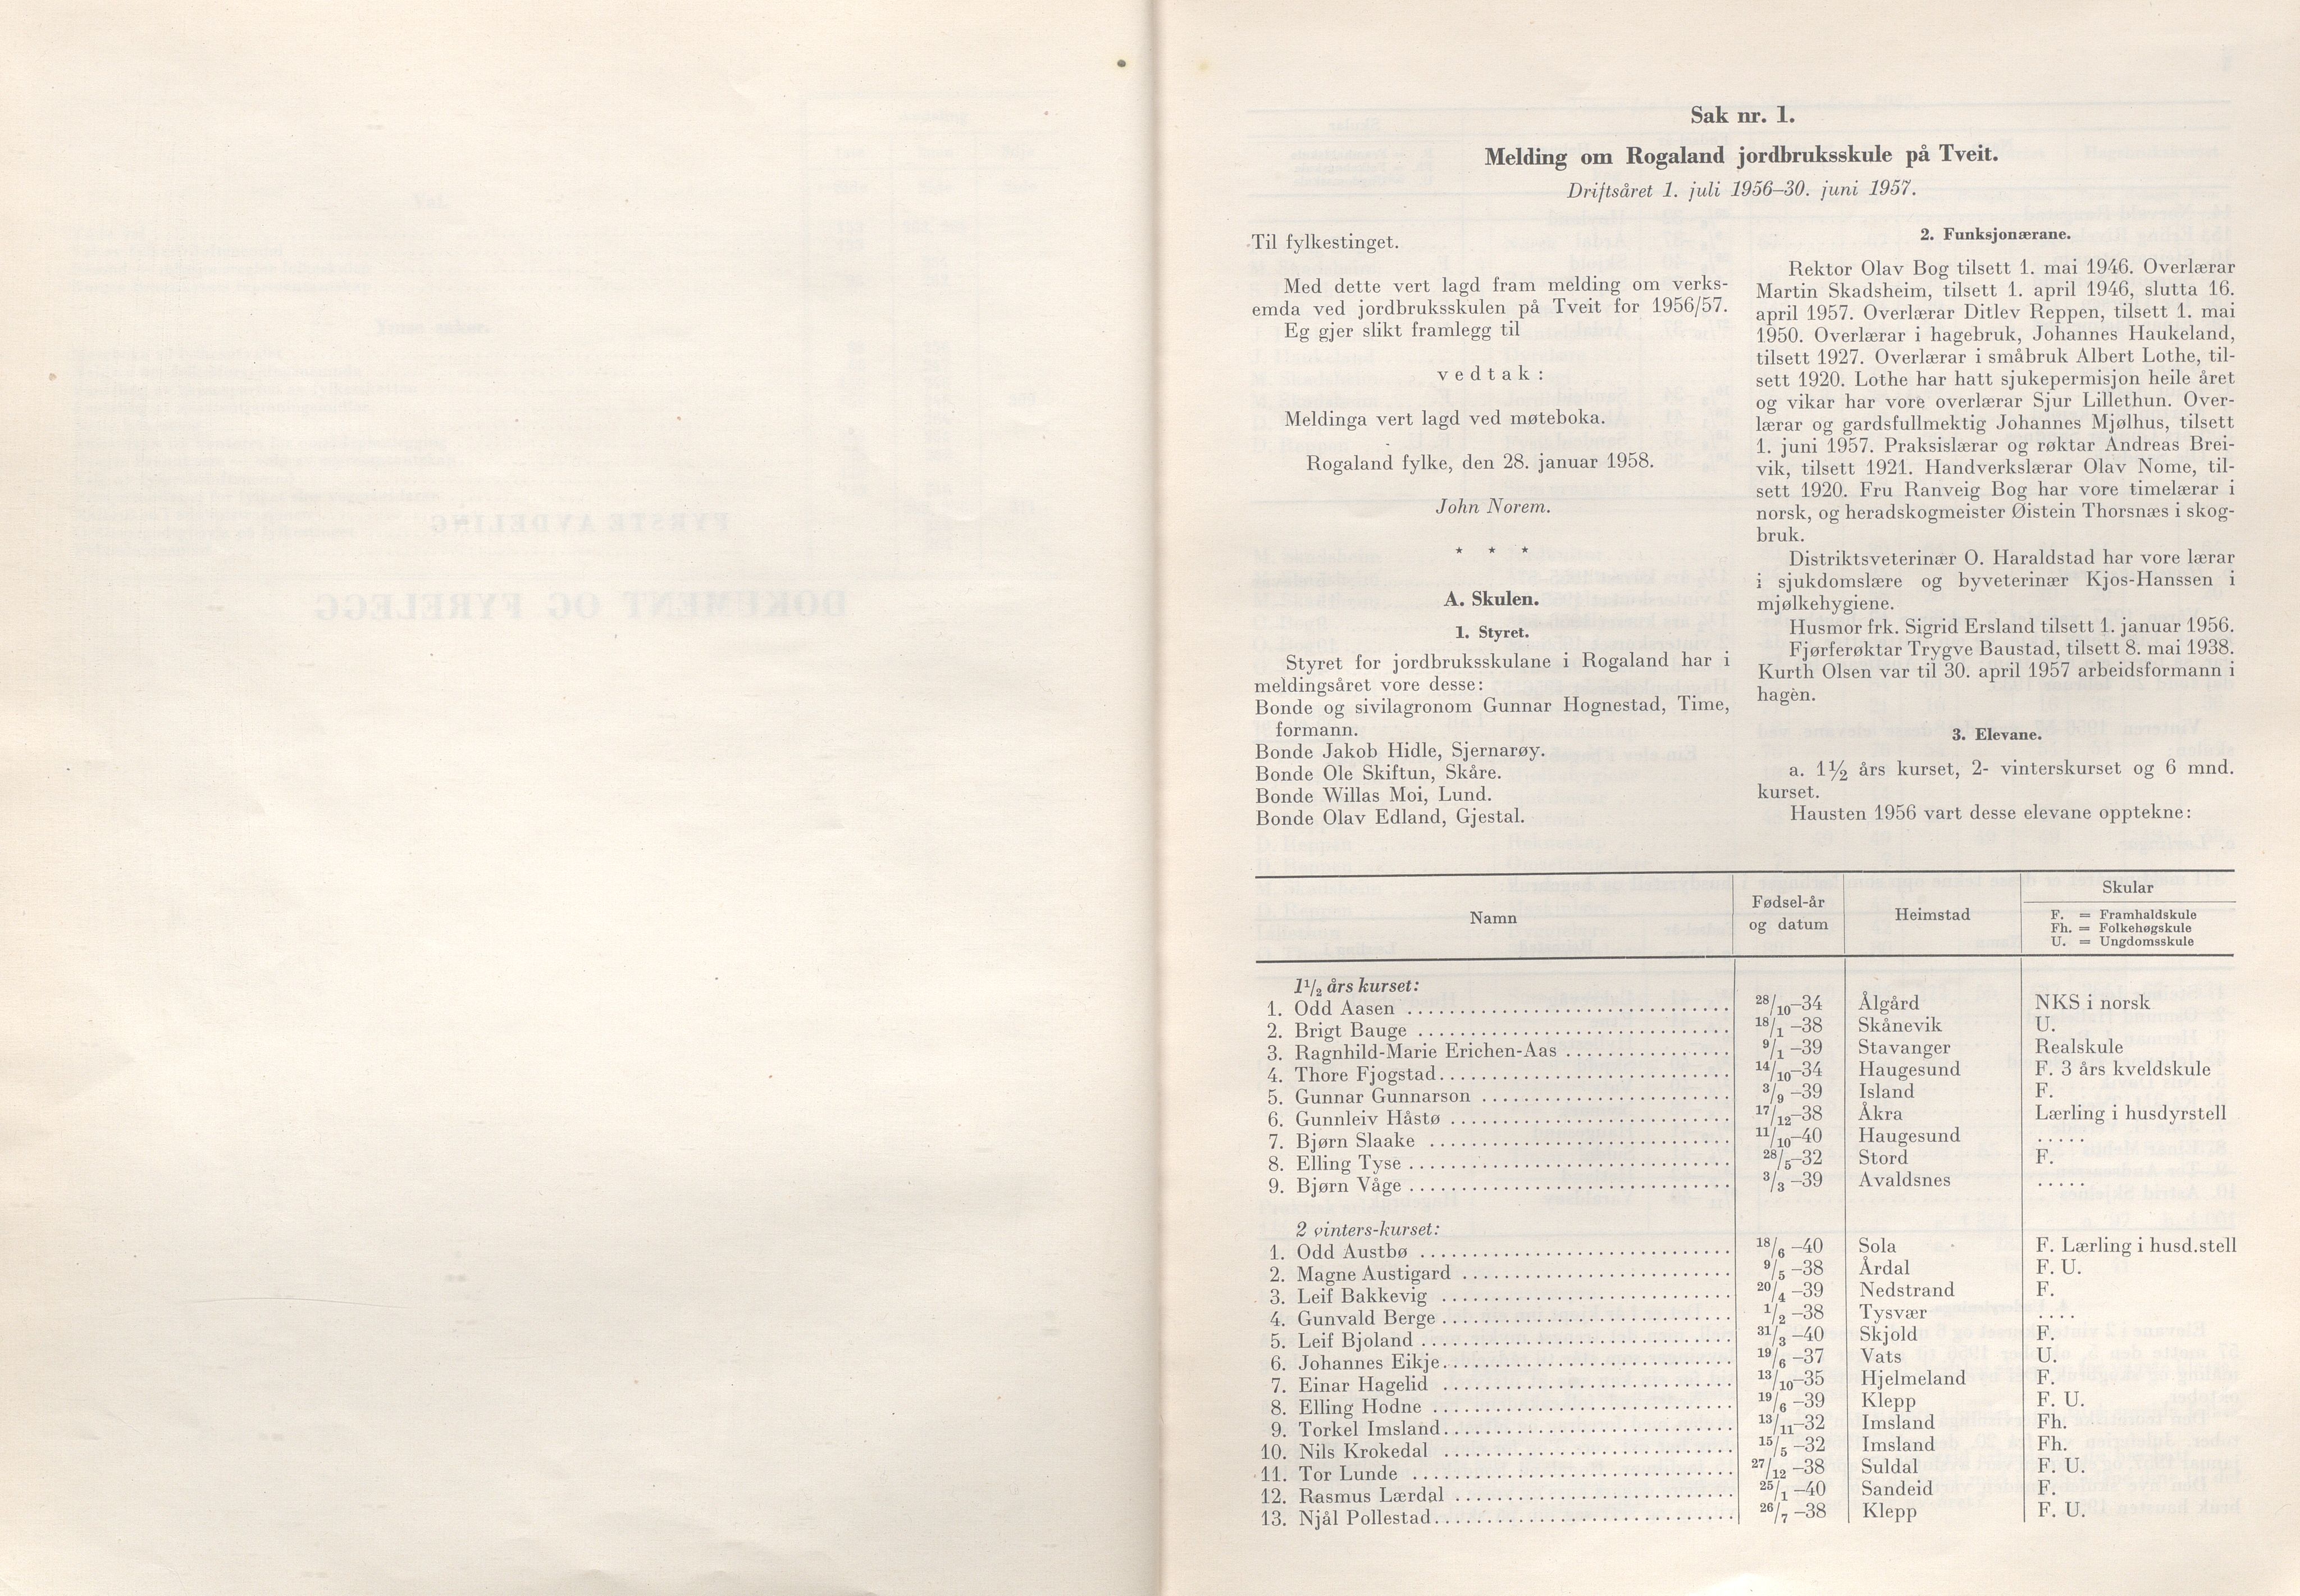 Sak nr. 1.
Melding om Rogaland jordbruksskule på Tveit.
Driftsåret 1. juli 1956–30. juni 1957.
Til fylkestinget.
Med dette vert lagd fram melding om verks-
emda ved jordbruksskulen på Tveit for 1956/57.
Eg gjer slikt framlegg til
vedtak:
Meldinga vert lagd ved møteboka.
Rogaland fylke, den 28. januar 1958.
John Norem.
* * *
A. Skulen.
1. Styret.
Styret for jordbruksskulane i Rogaland har i
meldingsåret vore desse:
Bonde og sivilagronom Gunnar Hognestad, Time,
formann.
Bonde Jakob Hidle, Sjernarøy.
Bonde Ole Skiftun, Skåre.
Bonde Willas Moi, Lund.
Bonde Olav Edland, Gjestal.
2. Funksjonærane.
Rektor Olav Bog tilsett 1. mai 1946. Overlærar
Martin Skadsheim, tilsett 1. april 1946, slutta 16.
april 1957. Overlærar Ditlev Reppen, tilsett 1. mai
1950. Overlærar i hagebruk, Johannes Haukeland,
tilsett 1927. Overlærar i småbruk Albert Lothe, til-
sett 1920. Lothe har hatt sjukepermisjon heile året
og vikar har vore overlærar Sjur Lillethun. Over-
lærar og gardsfullmektig Johannes Mjølhus, tilsett
1. juni 1957. Praksislærar og røktar Andreas Brei-
vik, tilsett 1921. Handverkslærar Olav Nome, til-
sett 1920. Fru Ranveig Bog har vore timelærar i
norsk, og heradskogmeister Øistein Thorsnæs i skog-
bruk.
Distriktsveterinær O. Haraldstad har vore lærar
i sjukdomslære og byveterinær Kjos-Hanssen i
mjølkehygiene.
Husmor frk. Sigrid Ersland tilsett 1. januar 1956.
Fjørferøktar Trygve Baustad, tilsett 8. mai 1938.
Kurth Olsen var til 30. april 1957 arbeidsformann i
hagèn.
3. Elevane.
a. 1½ års kurset, 2- vinterskurset og 6 mnd.
kurset.
Hausten 1956 vart desse elevane opptekne:
Namn Fødsel-år og datum Heimstad Skular
F. = Framhaldskule
Fh. = Folkehøgskule
U. = Ungdomsskule
1½ års kurset:
1. Odd Aasen 28/10–34 Ålgård NKS i norsk
2. Brigt Bauge 18/1 –38 Skånevik U.
3. Ragnhild-Marie Erichen-Aas 9/1 –39 Stavanger Realskule
4. Thore Fjogstad 14/10–34 Haugesund F. 3 års kveldskule
5. Gunnar Gunnarson 3/9 –39 Island F.
6. Gunnleiv Håstø 17/12–38 Åkra Lærling i husdyrstell
7. Bjørn Slaake 11/10–40 Haugesund .....
8. Elling Tyse 28/5–32 Stord F.
9. Bjørn Våge 3/3 –39 Avaldsnes .....
2 vinters-kurset:
1. Odd Austbø 18/6 –40 Sola F. Lærling i husd.stell
2. Magne Austigard 9/5 –38 Årdal F. U.
3. Leif Bakkevig 20/4 –39 Nedstrand F.
4. Gunvald Berge 1/2 –38 Tysvær ....
5. Leif Bjoland 31/3 –40 Skjold F.
6. Johannes Eikje 19/6 –37 Vats U.
7. Einar Hagelid 13/10–35 Hjelmeland F.
8. Elling Hodne 19/6 –39 Klepp F. U.
9. Torkel Imsland 13/11–32 Imsland Fh.
10. Nils Krokedal 15/5 –32 Imsland Fh.
11. Tor Lunde 27/12 –38 Suldal F. U.
12. Rasmus Lærdal 25/1 –40 Sandeid F.
13. Njål Pollestad 26/7 –38 Klepp F. U.